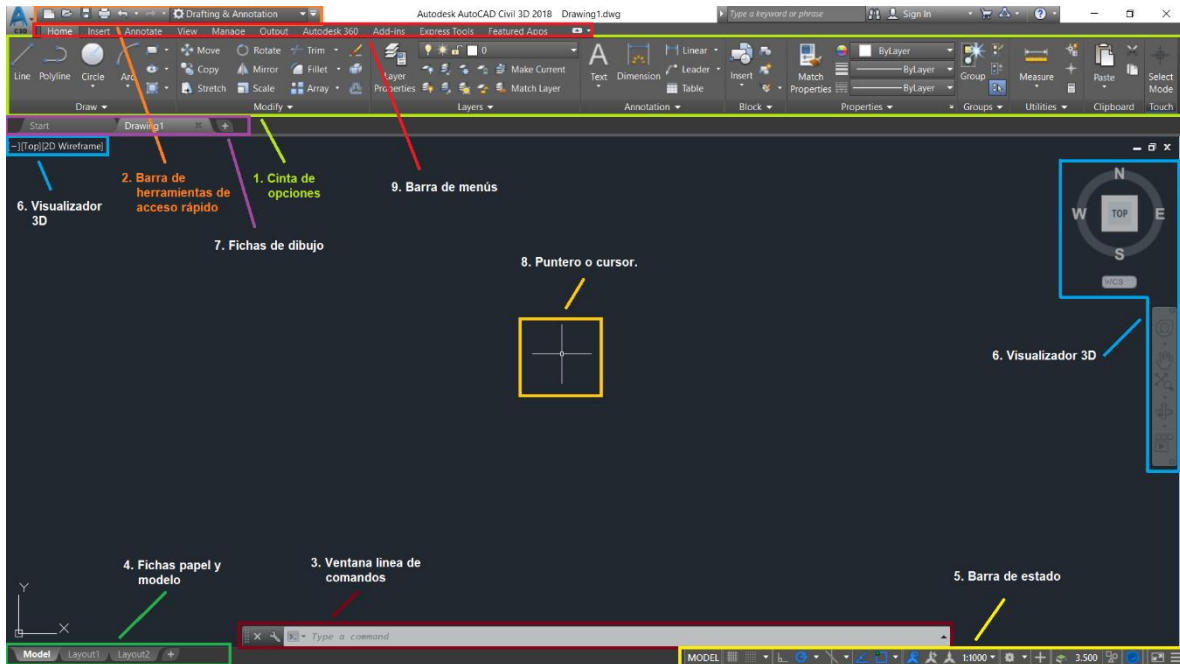 Drafting & Annotation
Autodesk AutoCAD Civil 3D 2018 Drawing1.dwg
Type a keyword or phrase
Sign In
C3D
Home Insert Annotate View Manage Output Autodesk 360 Add-ins Express Tools Featured Apps
Line Polyline Circle Arc
Move Rotate Trim
Copy Mirror Fillet
Stretch Scale Array
Layer Properties
0
Make Current
Match Layer
Text Dimension
Linear
Leader
Table
Insert
Match Properties
ByLayer
ByLayer
ByLayer
Group
Measure
Paste
Select Mode
Draw Modify Layers Annotation Block Properties Groups Utilities Clipboard Touch
Start Drawing1
[-][Top][2D Wireframe]
2. Barra de
herramientas de
acceso rápido
1. Cinta de
opciones
9. Barra de menús
6. Visualizador
3D
7. Fichas de dibujo
8. Puntero o cursor.
N
W TOP E
S
WCS
6. Visualizador 3D
4. Fichas papel y
modelo
3. Ventana linea de
comandos
5. Barra de estado
Y
X
Type a command
Model Layout1 Layout2
MODEL 1:1000 3.500